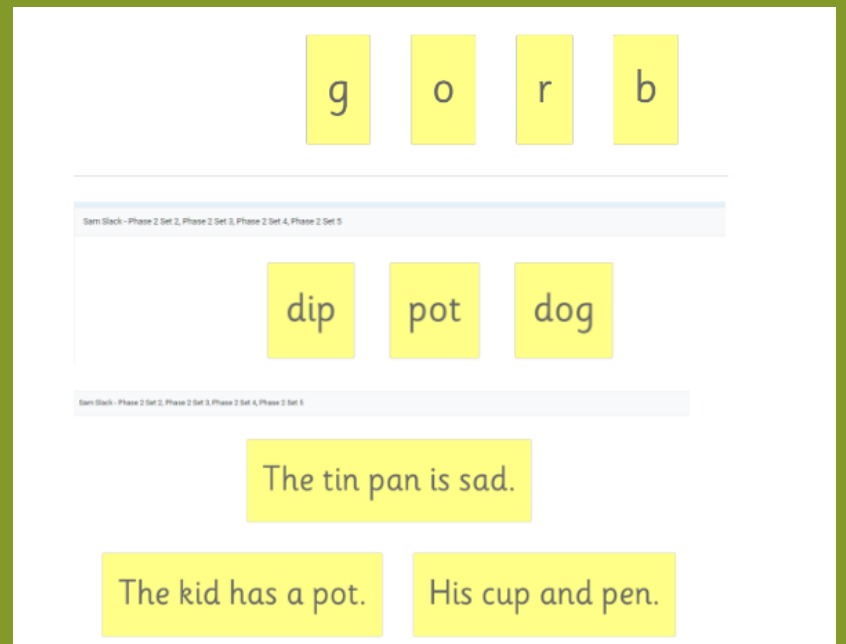 g o r b
Sam Slack - Phase 2 Set 2, Phase 2 Set 3, Phase 2 Set 4, Phase 2 Set 5
dip pot dog
Sam Slack - Phase 2 Set 2, Phase 2 Set 3, Phase 2 Set 4, Phase 2 Set 5
The tin pan is sad.
The kid has a pot. His cup and pen.